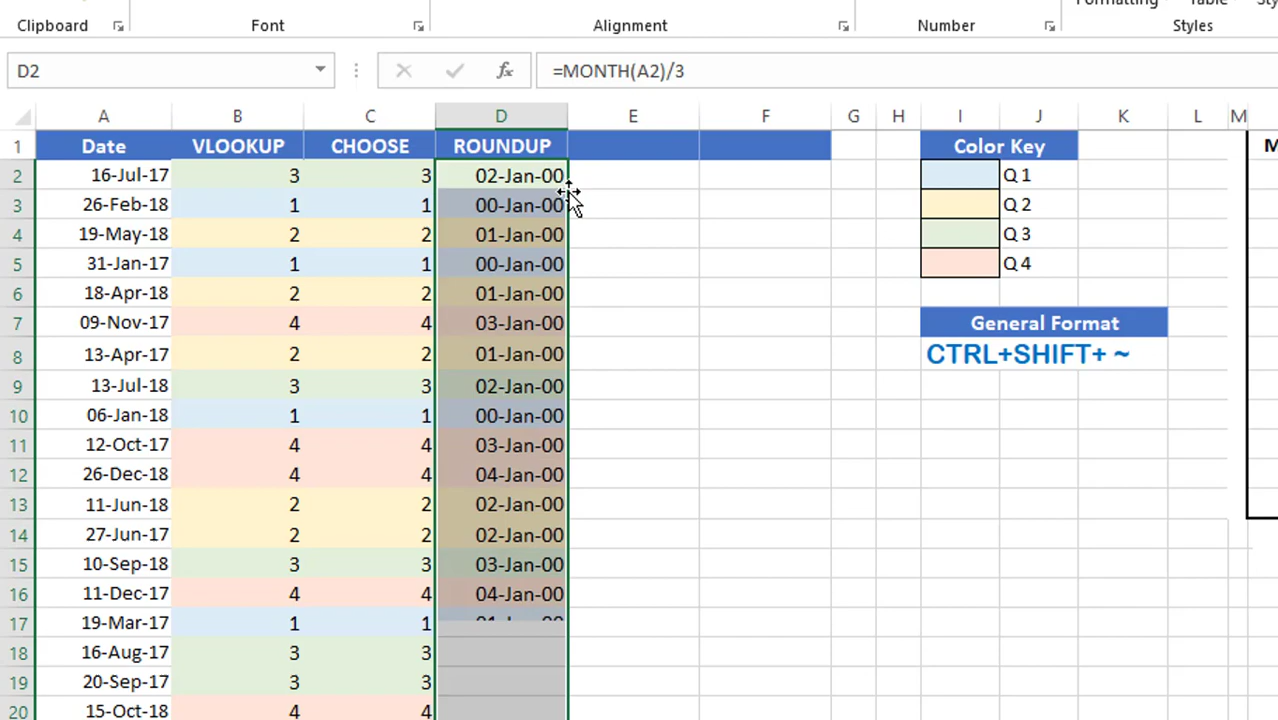 Formatting Table
Clipboard Font Alignment Number Styles
D2 fx =MONTH(A2)/3
A B C D E F G H I J K L M
1 Date VLOOKUP CHOOSE ROUNDUP Color Key
2 16-Jul-17 3 3 02-Jan-00 Q 1
3 26-Feb-18 1 1 00-Jan-00 Q 2
4 19-May-18 2 2 01-Jan-00 Q 3
5 31-Jan-17 1 1 00-Jan-00 Q 4
6 18-Apr-18 2 2 01-Jan-00
7 09-Nov-17 4 4 03-Jan-00 General Format
8 13-Apr-17 2 2 01-Jan-00 CTRL+SHIFT+ ~
9 13-Jul-18 3 3 02-Jan-00
10 06-Jan-18 1 1 00-Jan-00
11 12-Oct-17 4 4 03-Jan-00
12 26-Dec-18 4 4 04-Jan-00
13 11-Jun-18 2 2 02-Jan-00
14 27-Jun-17 2 2 02-Jan-00
15 10-Sep-18 3 3 03-Jan-00
16 11-Dec-17 4 4 04-Jan-00
17 19-Mar-17 1 1 01-Jan-00
18 16-Aug-17 3 3
19 20-Sep-17 3 3
20 15-Oct-18 4 4